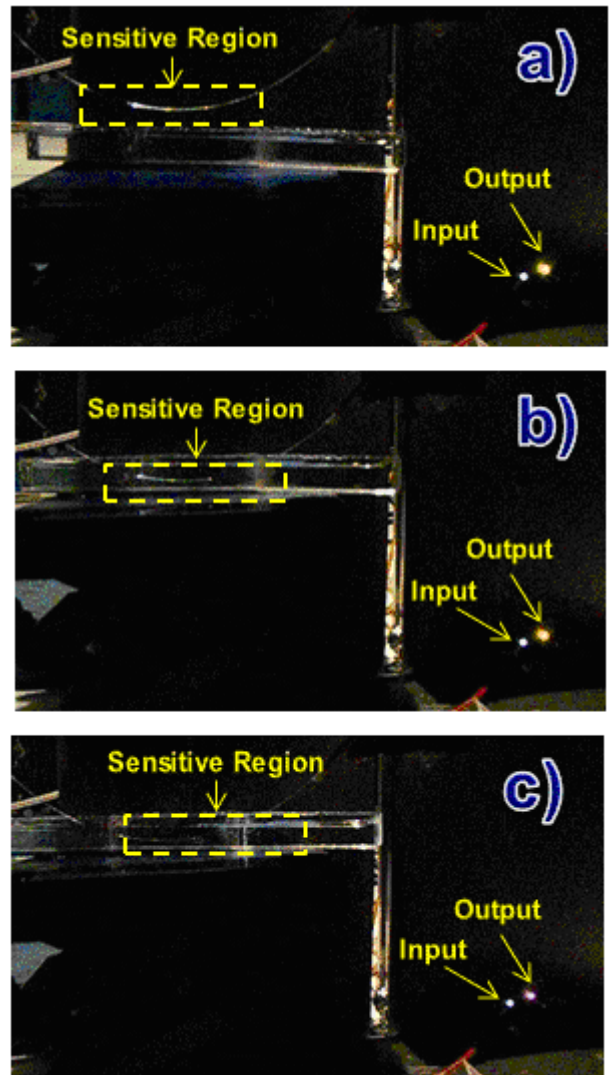 Sensitive Region
a)
Output
Input
Sensitive Region
b)
Output
Input
Sensitive Region
c)
Output
Input